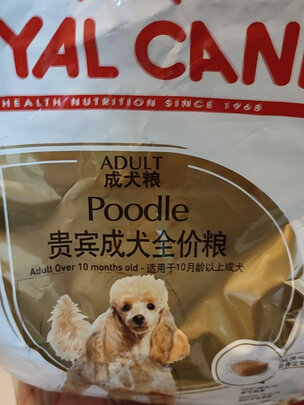 YAL CANI
HEALTH NUTRITION SINCE 1968
ADULT
成犬粮
Poodle
贵宾成犬全价粮
Adult Over 10 months old - 适用于10月龄以上成犬